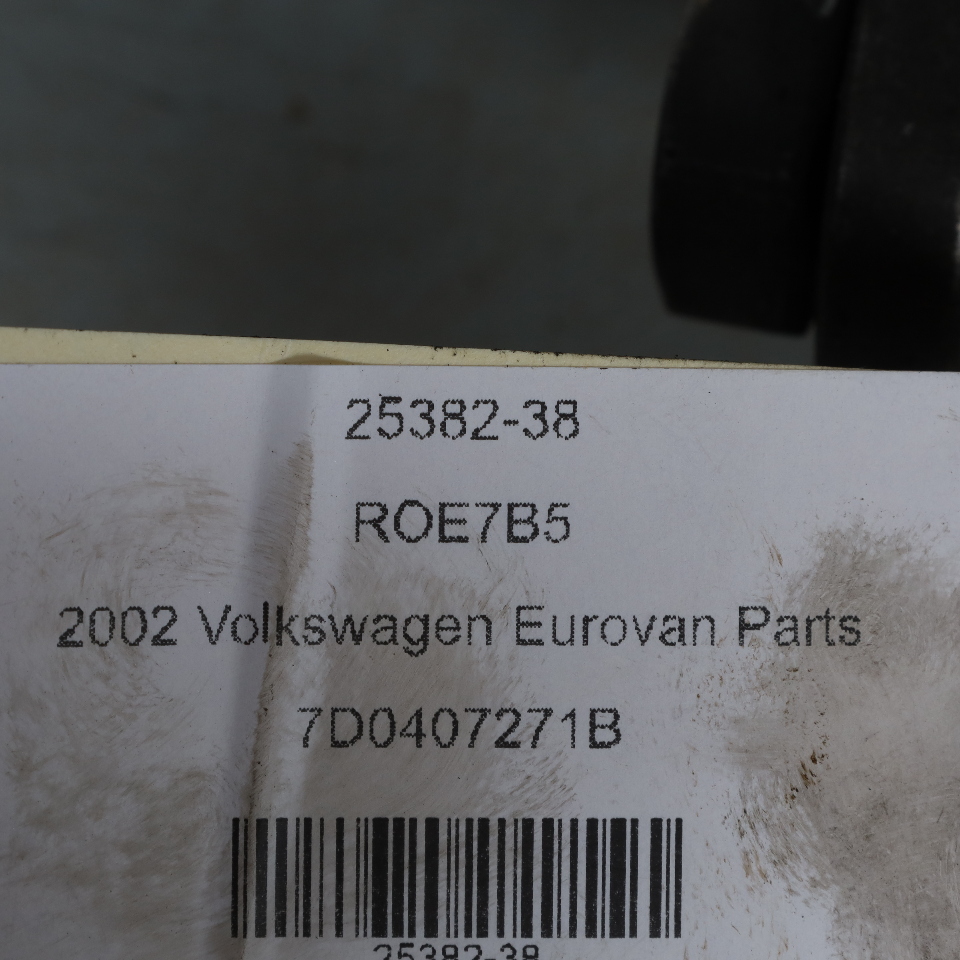 25382-38
ROE7B5
2002 Volkswagen Eurovan Parts
7D0407271B
25382-38